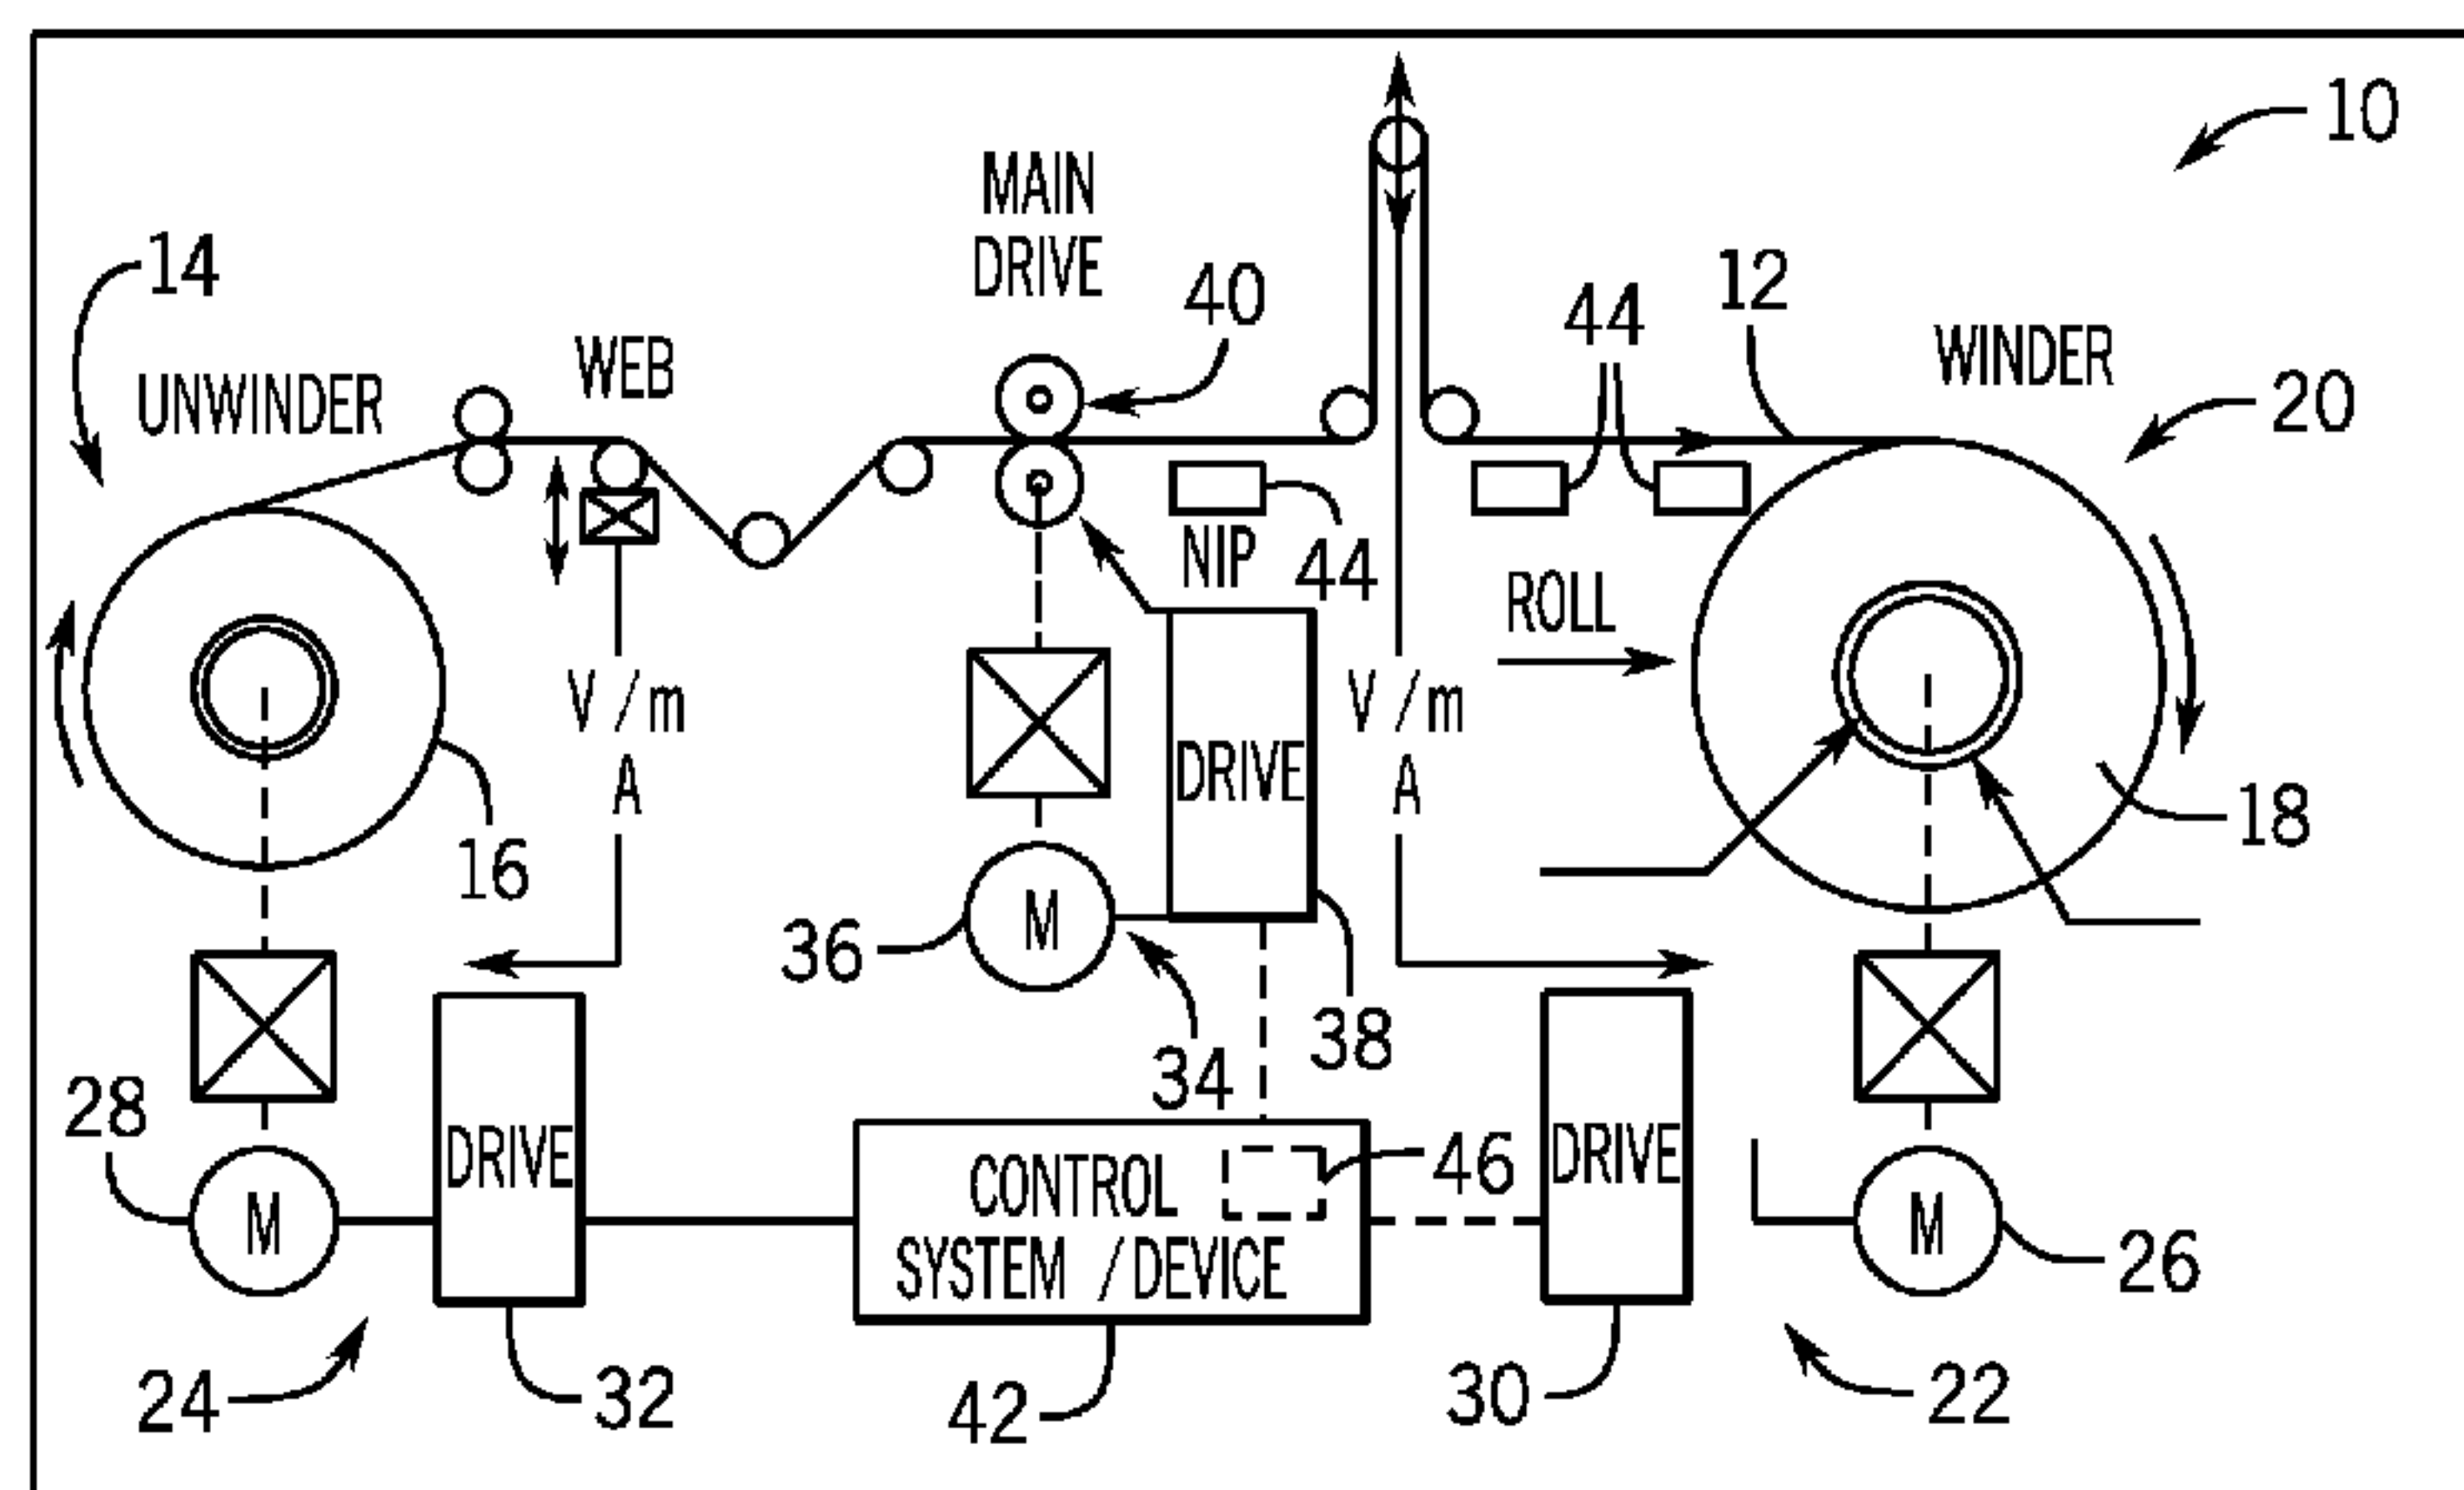 10
MAIN
DRIVE
14
40
44
12
WINDER
WEB
UNWINDER
20
NIP
44
ROLL
V/m
A
V/m
A
DRIVE
16
18
36
M
38
34
28
DRIVE
M
CONTROL
SYSTEM /DEVICE
46
DRIVE
M
26
24
32
42
30
22